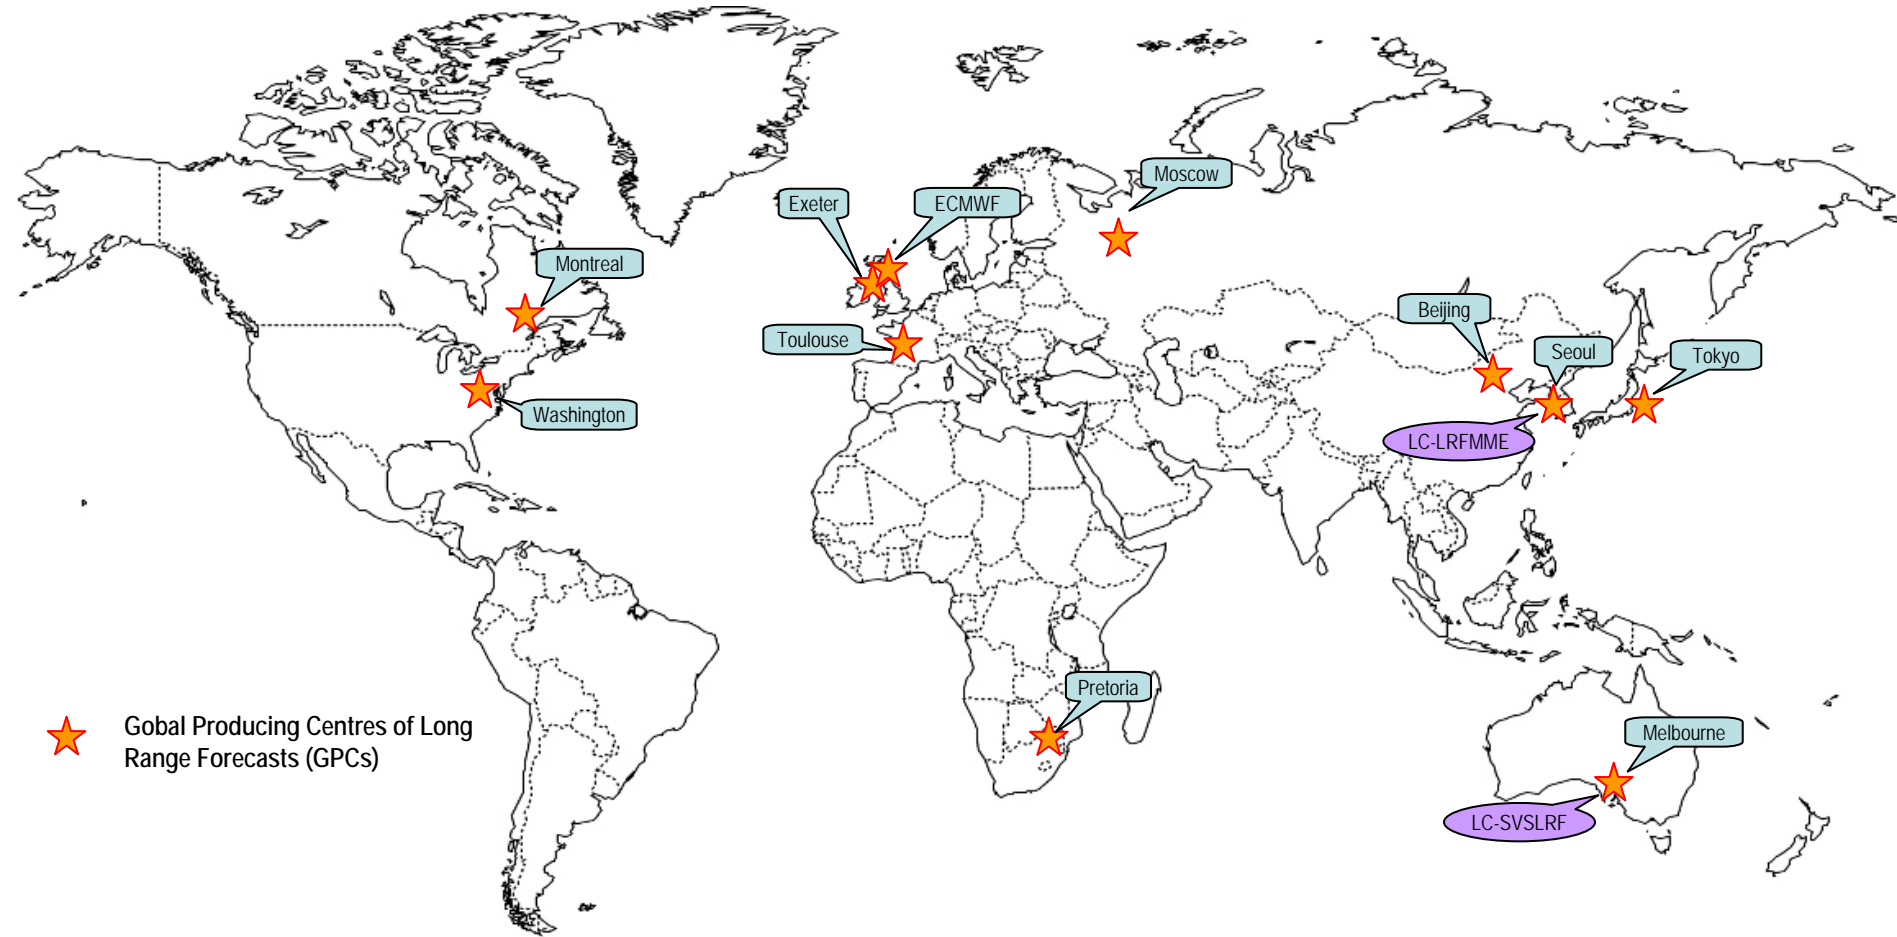 Moscow
Exeter
ECMWF
Montreal
Beijing
Toulouse
Seoul
Tokyo
Washington
LC-LRFMME
Pretoria
Gobal Producing Centres of Long
Range Forecasts (GPCs)
Melbourne
LC-SVSLRF